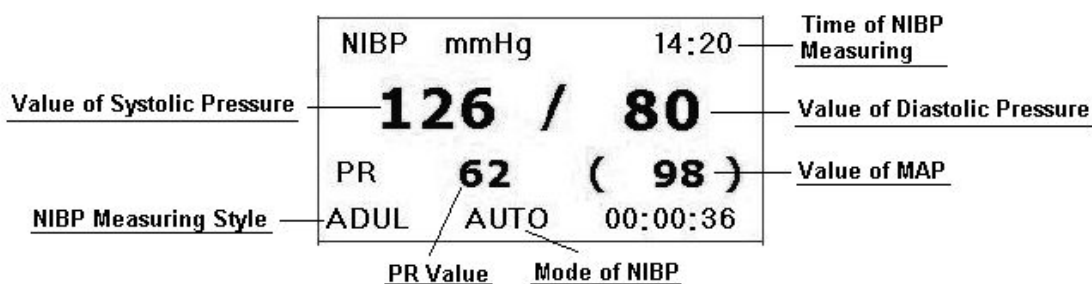 Time of NIBP
Measuring
NIBP mmHg 14:20
Value of Systolic Pressure 126 / 80 Value of Diastolic Pressure
PR 62 ( 98 ) Value of MAP
NIBP Measuring Style ADUL AUTO 00:00:36
PR Value Mode of NIBP